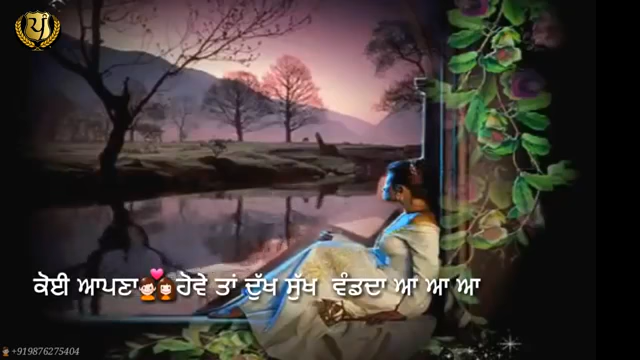 ਪੰ
ਕੋਈ ਆਪਣਾ💑ਹੋਵੇ ਤਾਂ ਦੁੱਖ ਸੁੱਖ ਵੰਡਦਾ ਆ ਆ ਆ
+919876275404